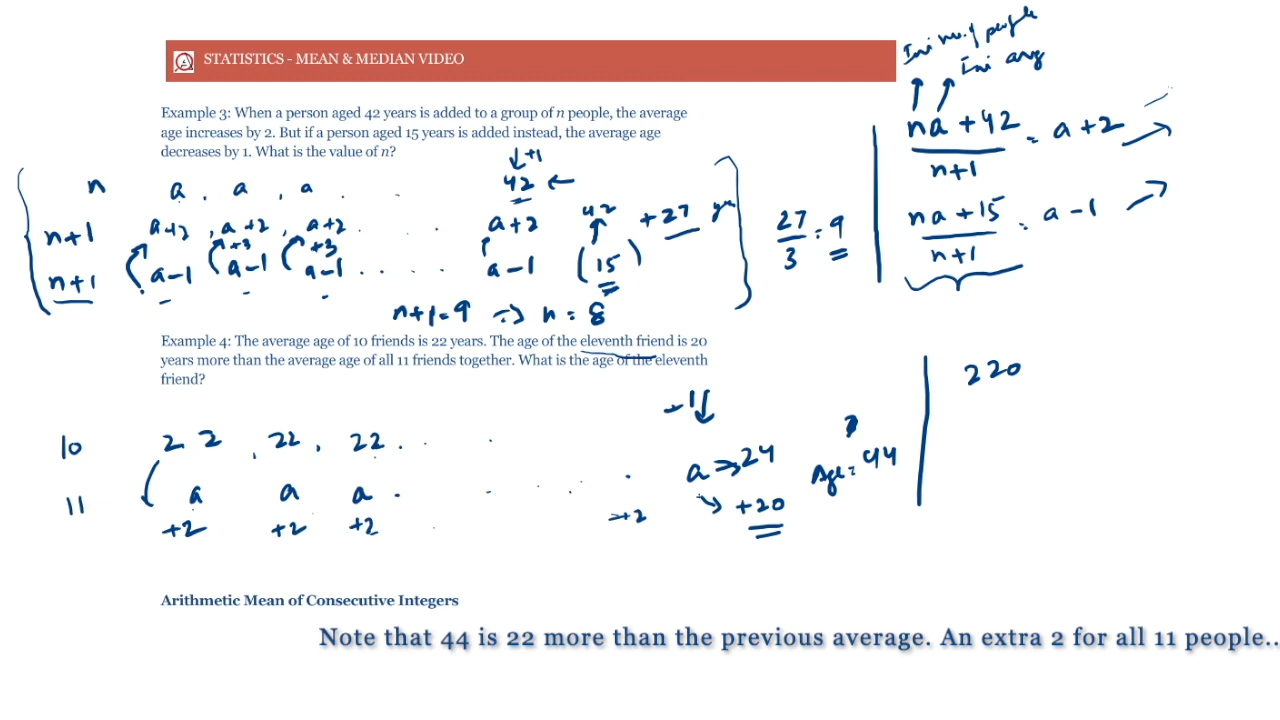 STATISTICS - MEAN & MEDIAN VIDEO
Ini no. of people
Ini avg
Example 3: When a person aged 42 years is added to a group of n people, the average
age increases by 2. But if a person aged 15 years is added instead, the average age
decreases by 1. What is the value of n?
na + 42 = a + 2
n+1
na + 15 = a - 1
n+1
↓+1
n a , a , a . . 42 ←
n+1 a+2 , a+2 , a+2 . . . a+2 42 +27
+3 +3
n+1 a-1 a-1 a-1 . . . . a-1 (15)
27 = 9
3
n+1 = 9 => n = 8
Example 4: The average age of 10 friends is 22 years. The age of the eleventh friend is 20
years more than the average age of all 11 friends together. What is the age of the eleventh
friend?
220
10 22 , 22 , 22 . . .
11 a a a . . . . . a => 24 Age = 44
+2 +2 +2 . +2 +20
Arithmetic Mean of Consecutive Integers
Note that 44 is 22 more than the previous average. An extra 2 for all 11 people..